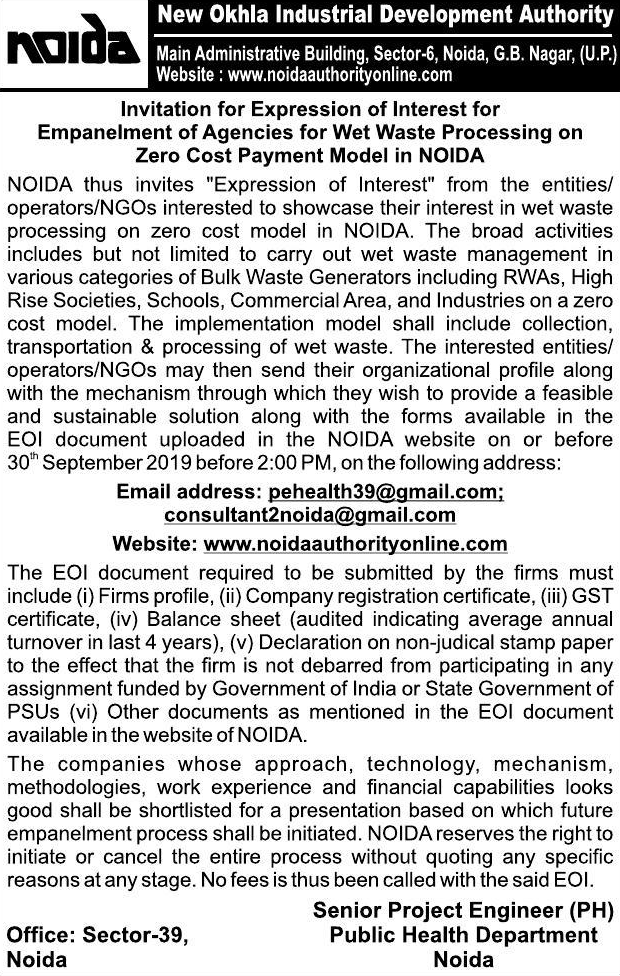 noida
New Okhla Industrial Development Authority
Main Administrative Building, Sector-6, Noida, G.B. Nagar, (U.P.)
Website : www.noidaauthorityonline.com
Invitation for Expression of Interest for
Empanelment of Agencies for Wet Waste Processing on
Zero Cost Payment Model in NOIDA
NOIDA thus invites "Expression of Interest" from the entities/
operators/NGOs interested to showcase their interest in wet waste
processing on zero cost model in NOIDA. The broad activities
includes but not limited to carry out wet waste management in
various categories of Bulk Waste Generators including RWAs, High
Rise Societies, Schools, Commercial Area, and Industries on a zero
cost model. The implementation model shall include collection,
transportation & processing of wet waste. The interested entities/
operators/NGOs may then send their organizational profile along
with the mechanism through which they wish to provide a feasible
and sustainable solution along with the forms available in the
EOI document uploaded in the NOIDA website on or before
30th September 2019 before 2:00 PM, on the following address:
Email address: pehealth39@gmail.com;
consultant2noida@gmail.com
Website: www.noidaauthorityonline.com
The EOI document required to be submitted by the firms must
include (i) Firms profile, (ii) Company registration certificate, (iii) GST
certificate, (iv) Balance sheet (audited indicating average annual
turnover in last 4 years), (v) Declaration on non-judical stamp paper
to the effect that the firm is not debarred from participating in any
assignment funded by Government of India or State Government of
PSUs (vi) Other documents as mentioned in the EOI document
available in the website of NOIDA.
The companies whose approach, technology, mechanism,
methodologies, work experience and financial capabilities looks
good shall be shortlisted for a presentation based on which future
empanelment process shall be initiated. NOIDA reserves the right to
initiate or cancel the entire process without quoting any specific
reasons at any stage. No fees is thus been called with the said EOI.
Senior Project Engineer (PH)
Office: Sector-39, Public Health Department
Noida Noida